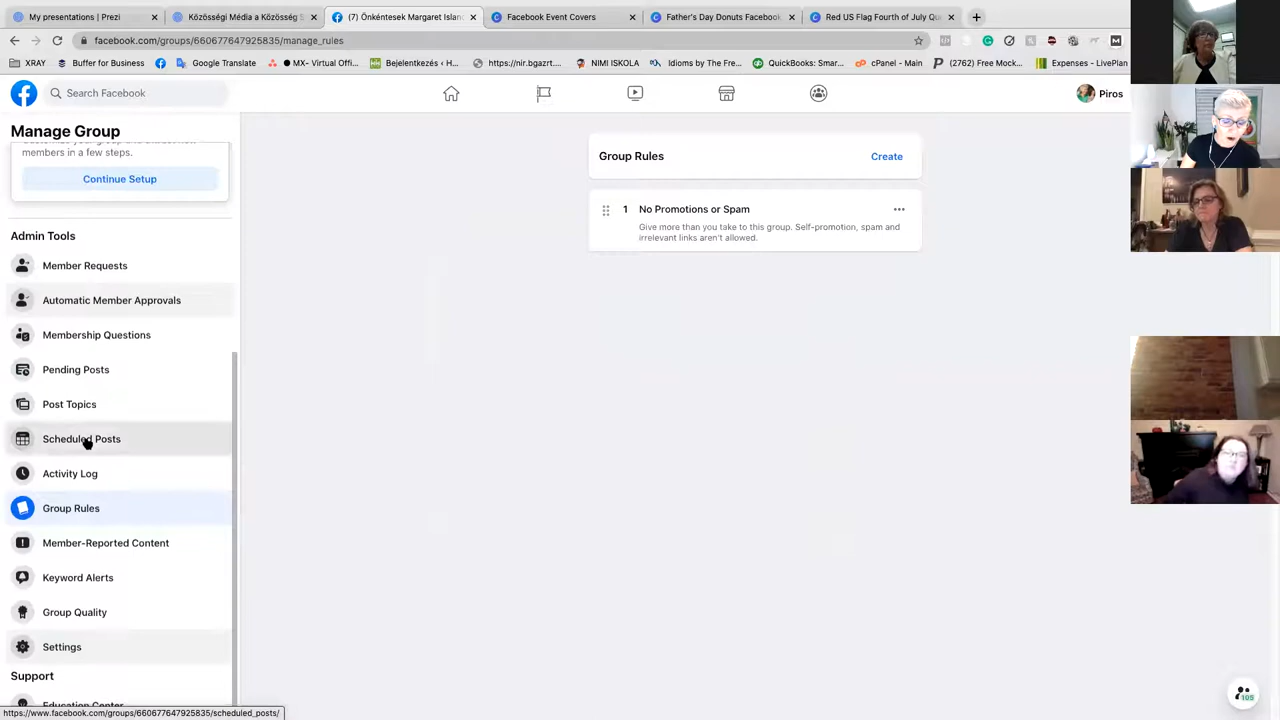 My presentations | Prezi
Közösségi Média a Közösség S
(7) Önkéntesek Margaret Islan
Facebook Event Covers
Father's Day Donuts Facebook
Red US Flag Fourth of July Qu
facebook.com/groups/660677647925835/manage_rules
XRAY
Buffer for Business
Google Translate
MX- Virtual Offi...
Bejelentkezés ‹ H...
https://nir.bgazrt....
NIMI ISKOLA
Idioms by The Fre...
QuickBooks: Smar...
cPanel - Main
(2762) Free Mock...
Expenses - LivePlan
Search Facebook
Piros
Manage Group
members in a few steps.
Continue Setup
Admin Tools
Member Requests
Automatic Member Approvals
Membership Questions
Pending Posts
Post Topics
Scheduled Posts
Activity Log
Group Rules
Member-Reported Content
Keyword Alerts
Group Quality
Settings
Support
Education Center
https://www.facebook.com/groups/660677647925835/scheduled_posts/
Group Rules
Create
1 No Promotions or Spam
Give more than you take to this group. Self-promotion, spam and
irrelevant links aren't allowed.
105